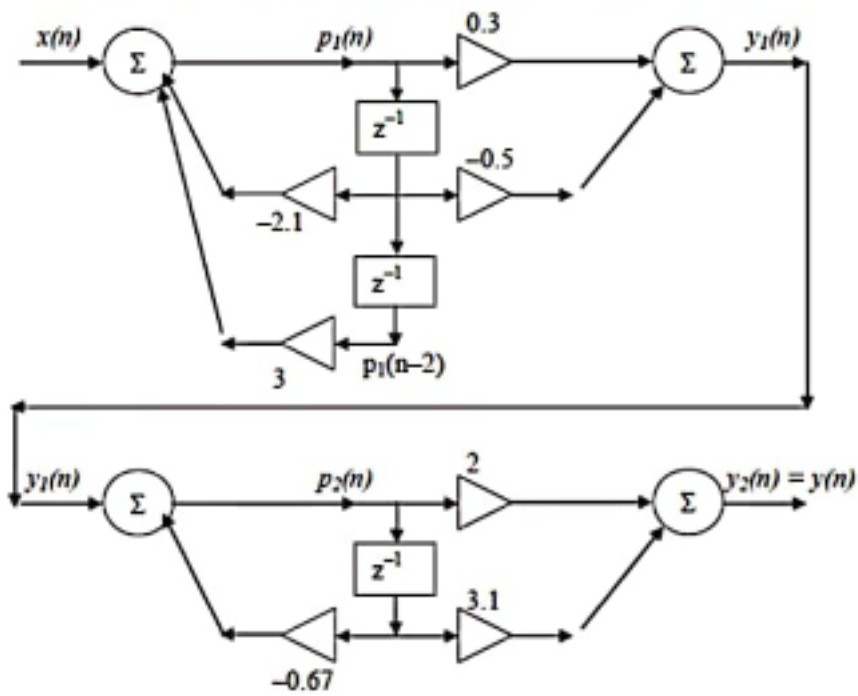 0.3
x(n) Σ p₁(n) Σ y₁(n)
z⁻¹
–0.5
–2.1
z⁻¹
3 p₁(n–2)
2
y₁(n) Σ p₂(n) Σ y₂(n) = y(n)
z⁻¹
3.1
–0.67